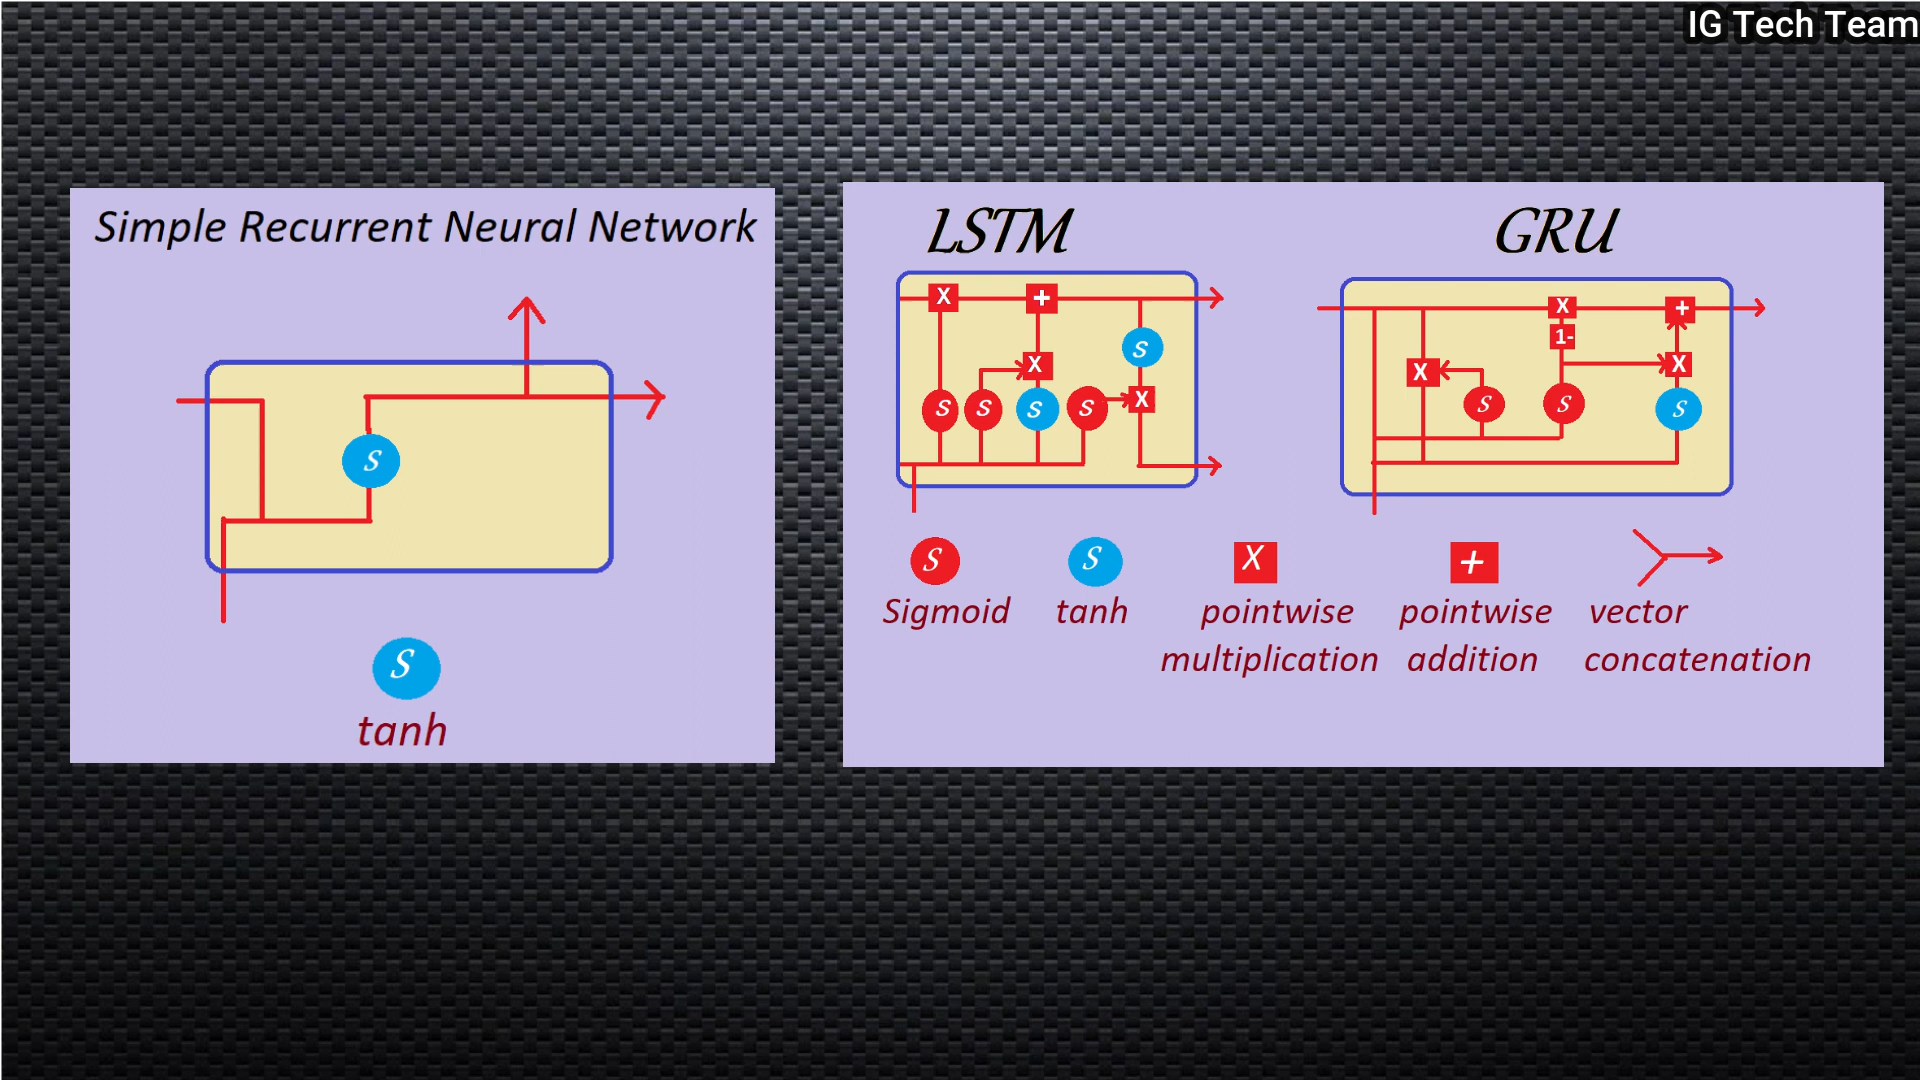 IG Tech Team
Simple Recurrent Neural Network
S
S
tanh
LSTM
GRU
X
+
X
S
S
S
S
S
X
X
1-
+
X
X
S
S
S
S
Sigmoid
S
tanh
X
pointwise
multiplication
+
pointwise
addition
vector
concatenation